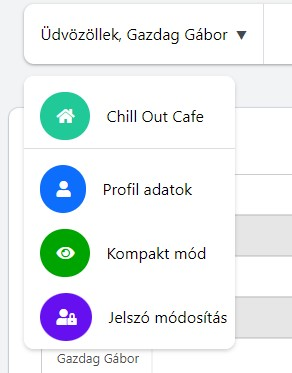 Üdvözöllek, Gazdag Gábor ▼
Chill Out Cafe
Profil adatok
Kompakt mód
Jelszó módosítás
Gazdag Gábor